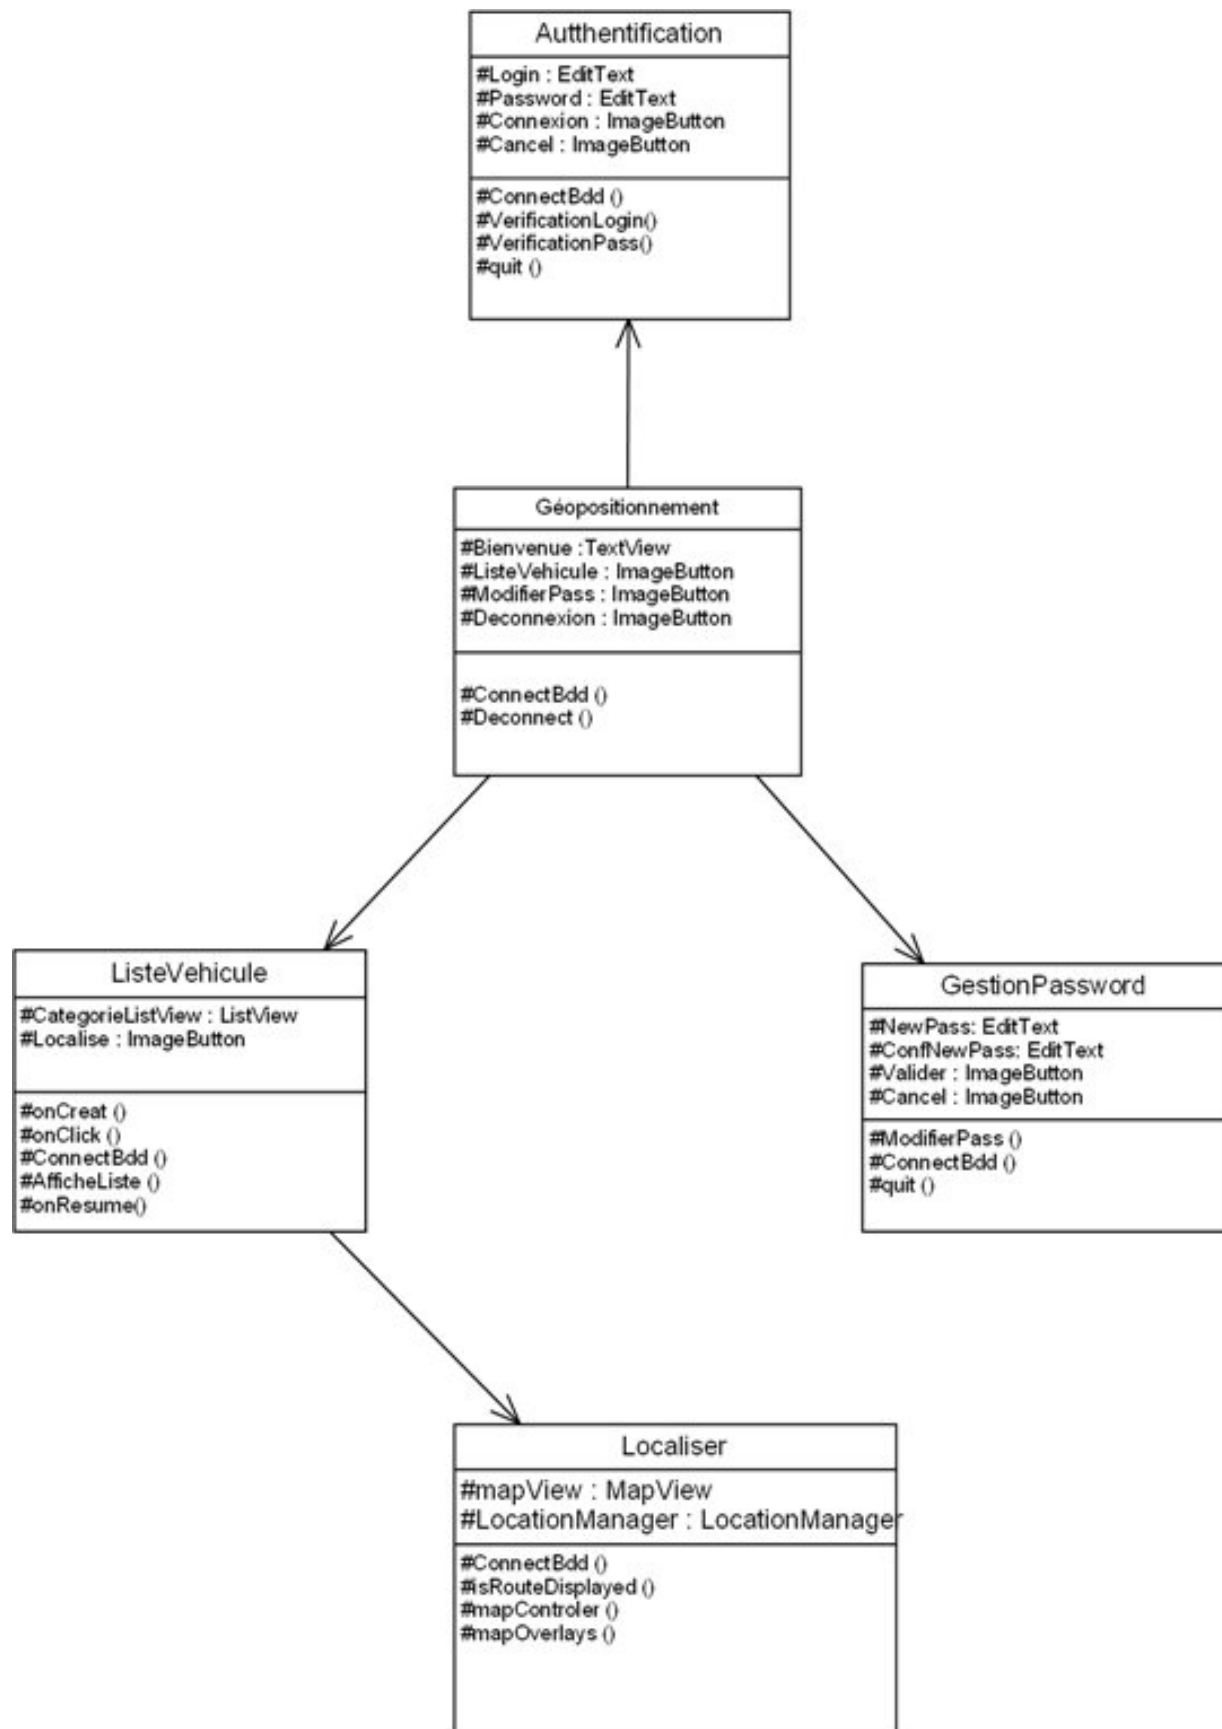 Autthentification
#Login : EditText
#Password : EditText
#Connexion : ImageButton
#Cancel : ImageButton
#ConnectBdd ()
#VerificationLogin()
#VerificationPass()
#quit ()
Géopositionnement
#Bienvenue :TextView
#ListeVehicule : ImageButton
#ModifierPass : ImageButton
#Deconnexion : ImageButton
#ConnectBdd ()
#Deconnect ()
ListeVehicule
#CategorieListView : ListView
#Localise : ImageButton
#onCreat ()
#onClick ()
#ConnectBdd ()
#AfficheListe ()
#onResume()
GestionPassword
#NewPass: EditText
#ConfNewPass: EditText
#Valider : ImageButton
#Cancel : ImageButton
#ModifierPass ()
#ConnectBdd ()
#quit ()
Localiser
#mapView : MapView
#LocationManager : LocationManager
#ConnectBdd ()
#isRouteDisplayed ()
#mapControler ()
#mapOverlays ()